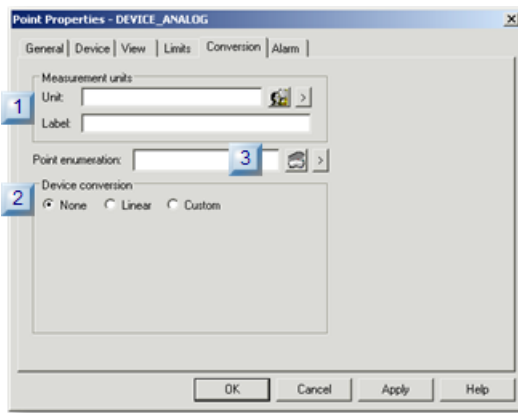 Point Properties - DEVICE_ANALOG
General Device View Limits Conversion Alarm
Measurement units
1
Unit:
Label:
Point enumeration:
3
Device conversion
2
None Linear Custom
OK Cancel Apply Help